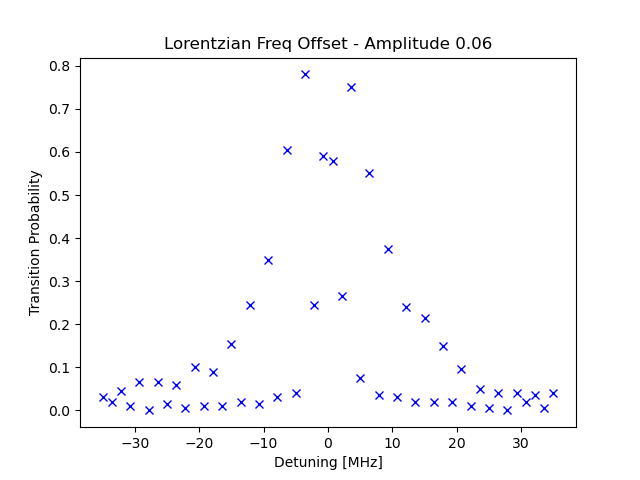 Lorentzian Freq Offset - Amplitude 0.06
Transition Probability
0.8
0.7
0.6
0.5
0.4
0.3
0.2
0.1
0.0
−30 −20 −10 0 10 20 30
Detuning [MHz]